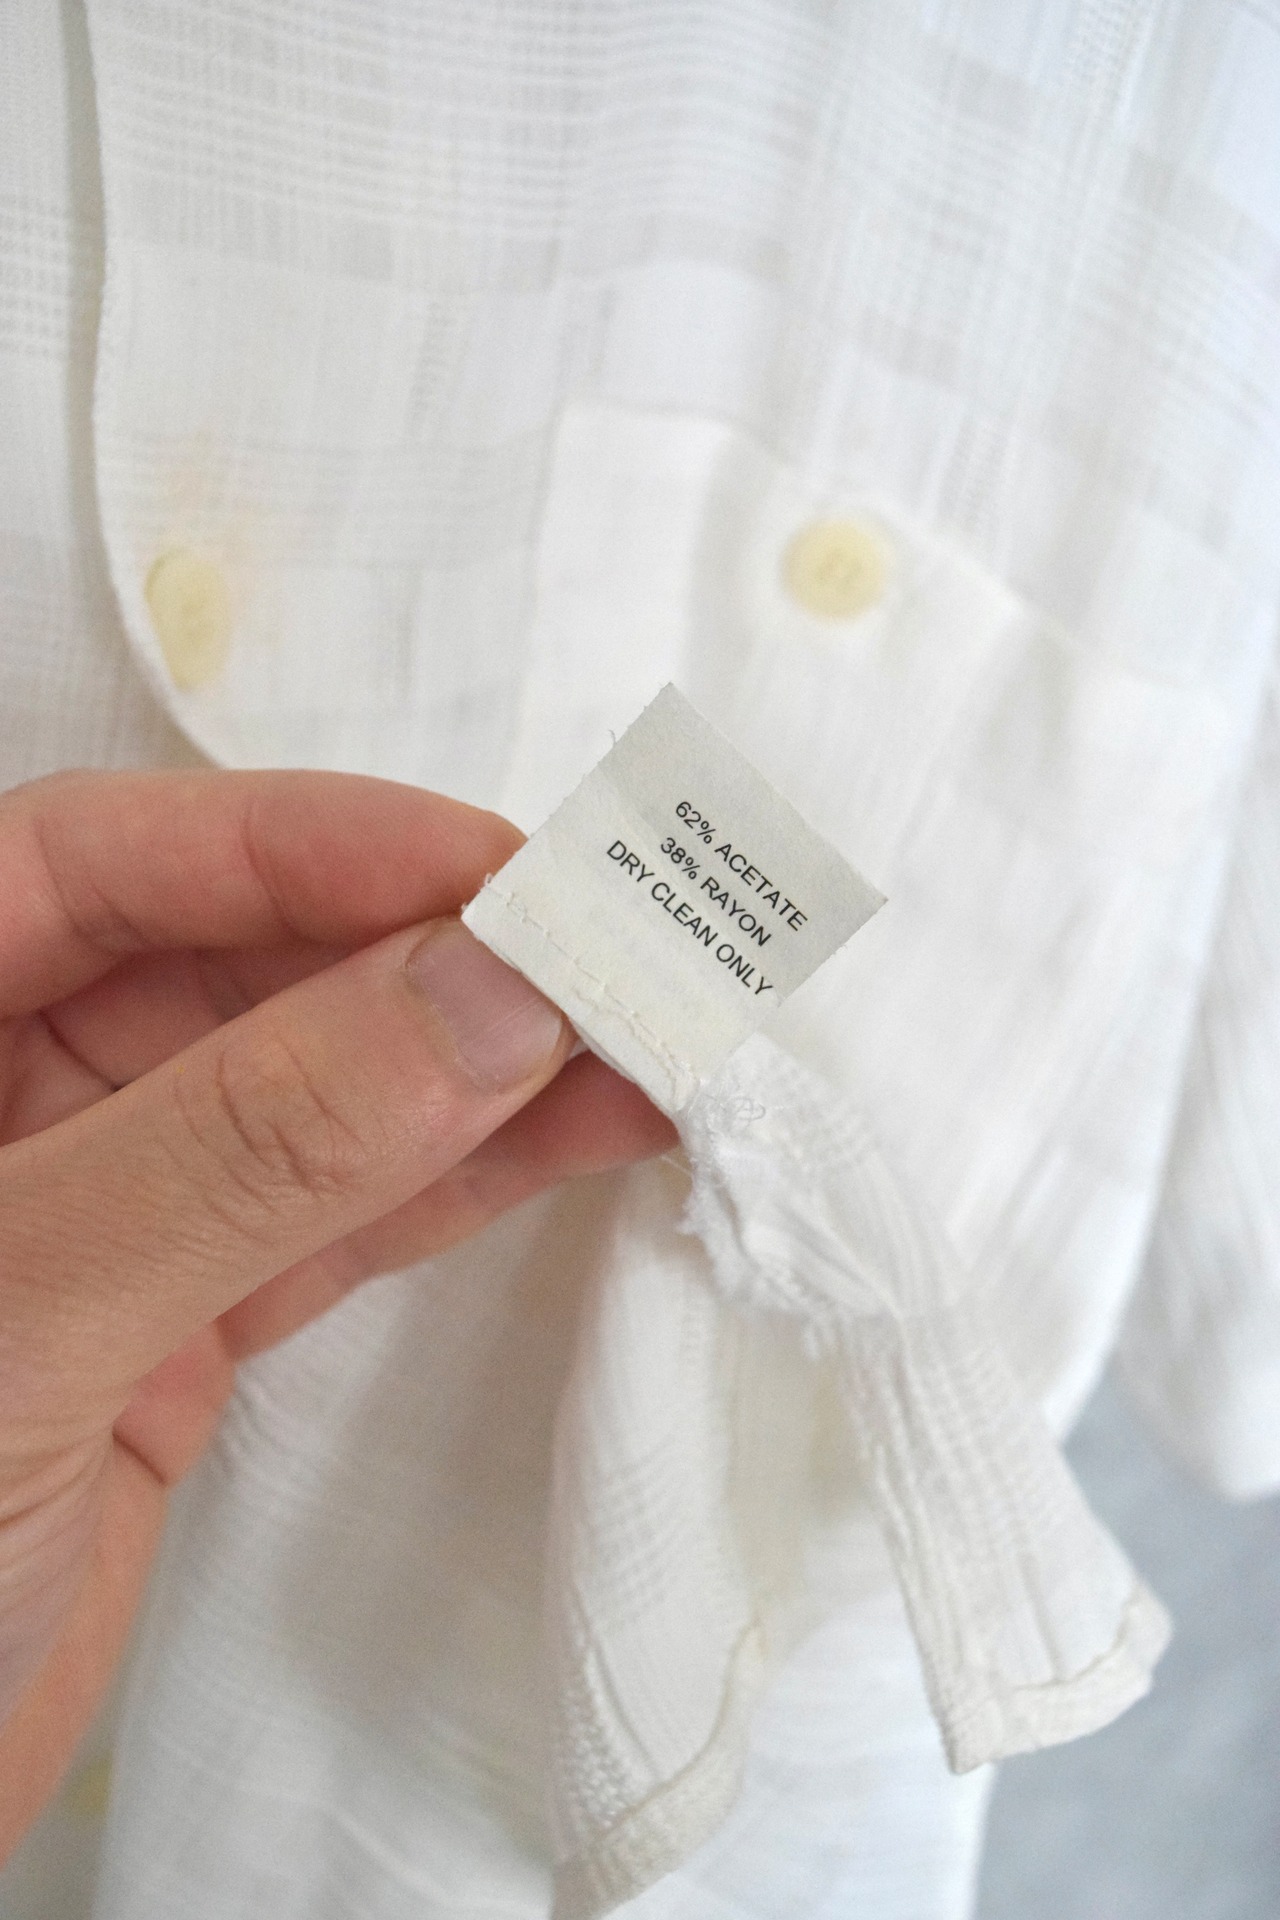 62% ACETATE
38% RAYON
DRY CLEAN ONLY